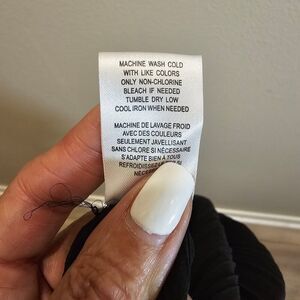 MACHINE WASH COLD
WITH LIKE COLORS
ONLY NON-CHLORINE
BLEACH IF NEEDED
TUMBLE DRY LOW
COOL IRON WHEN NEEDED
MACHINE DE LAVAGE FROID
AVEC DES COULEURS
SEULEMENT JAVELLISANT
SANS CHLORE SI NÉCESSAIRE
S'ADAPTE BIEN À TOUS